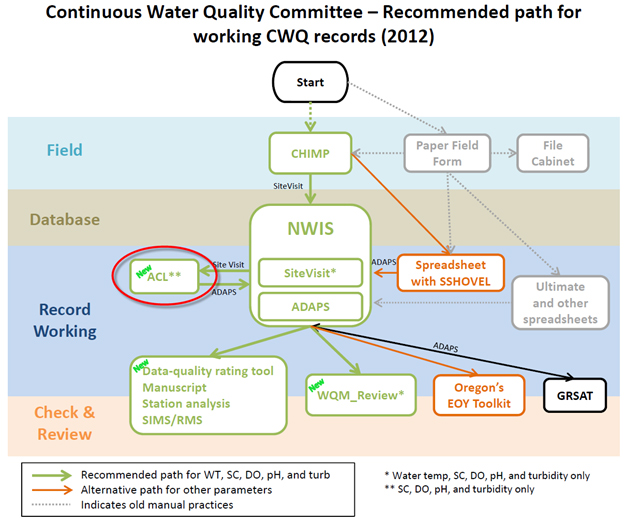 Continuous Water Quality Committee – Recommended path for
working CWQ records (2012)
Start
Field
CHIMP
Paper Field
Form
File
Cabinet
SiteVisit
Database
NWIS
New
ACL**
Site Visit
ADAPS
SiteVisit*
ADAPS
ADAPS
Spreadsheet
with SSHOVEL
Ultimate
and other
spreadsheets
Record
Working
ADAPS
New
Data-quality rating tool
Manuscript
Station analysis
SIMS/RMS
New
WQM_Review*
Oregon's
EOY Toolkit
GRSAT
Check &
Review
Recommended path for WT, SC, DO, pH, and turb
Alternative path for other parameters
Indicates old manual practices
* Water temp, SC, DO, pH, and turbidity only
** SC, DO, pH, and turbidity only